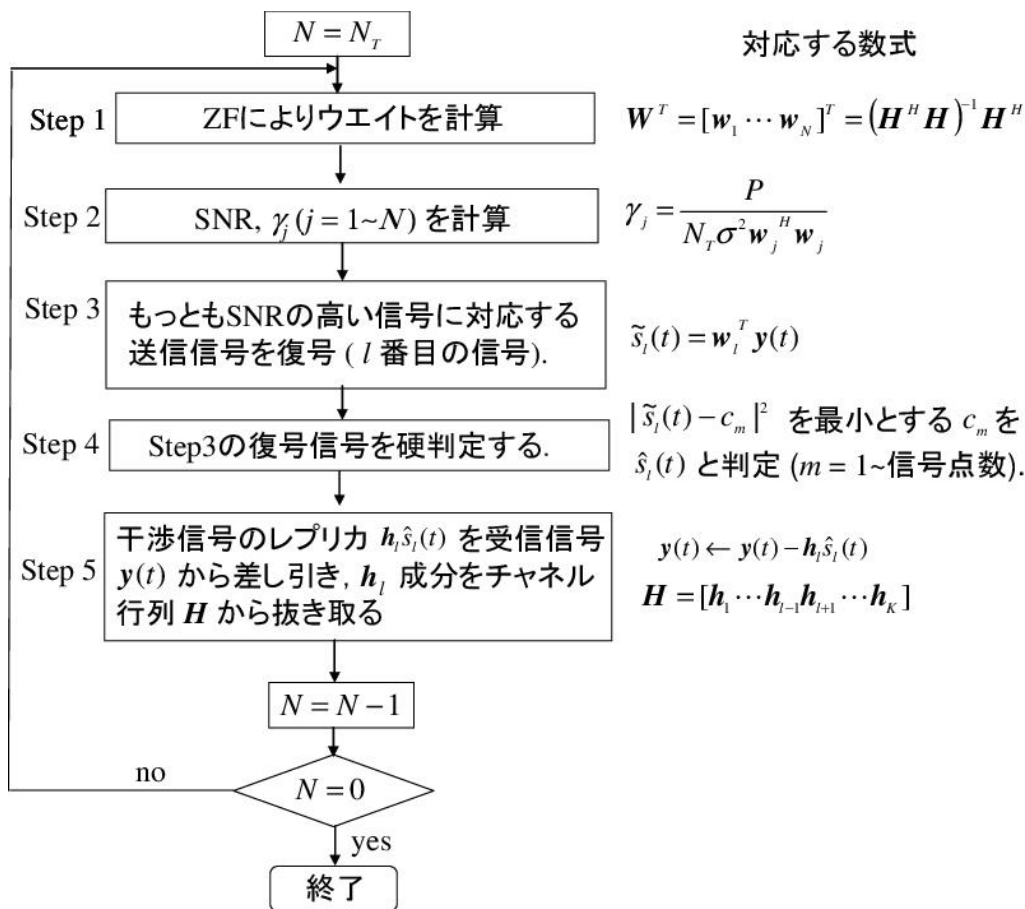 N = N_T
対応する数式
Step 1
ZFによりウエイトを計算
W^T = [w_1 ⋯ w_N]^T = (H^H H)^{-1} H^H
Step 2
SNR, γ_j (j = 1~N) を計算
γ_j = P / (N_T σ^2 w_j^H w_j)
Step 3
もっともSNRの高い信号に対応する
送信信号を復号 ( l 番目の信号).
s̃_l(t) = w_l^T y(t)
Step 4
Step3の復号信号を硬判定する.
| s̃_l(t) − c_m |^2 を最小とする c_m を
ŝ_l(t) と判定 (m = 1~信号点数).
Step 5
干渉信号のレプリカ h_l ŝ_l(t) を受信信号
y(t) から差し引き, h_l 成分をチャネル
行列 H から抜き取る
y(t) ← y(t) − h_l ŝ_l(t)
H = [h_1 ⋯ h_{l−1} h_{l+1} ⋯ h_K]
N = N − 1
no
N = 0
yes
終了